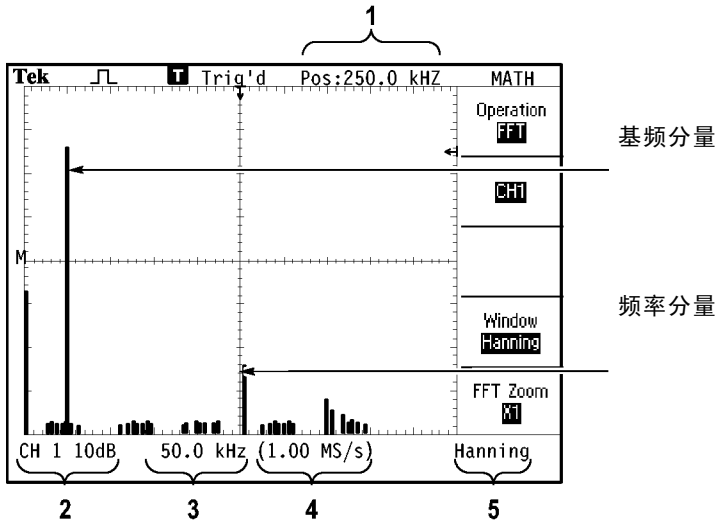 1
Tek T Trig'd Pos:250.0 kHZ MATH
Operation
FFT
基频分量
CH1
M
频率分量
Window
Hanning
FFT Zoom
X1
CH 1 10dB 50.0 kHz (1.00 MS/s) Hanning
2 3 4 5